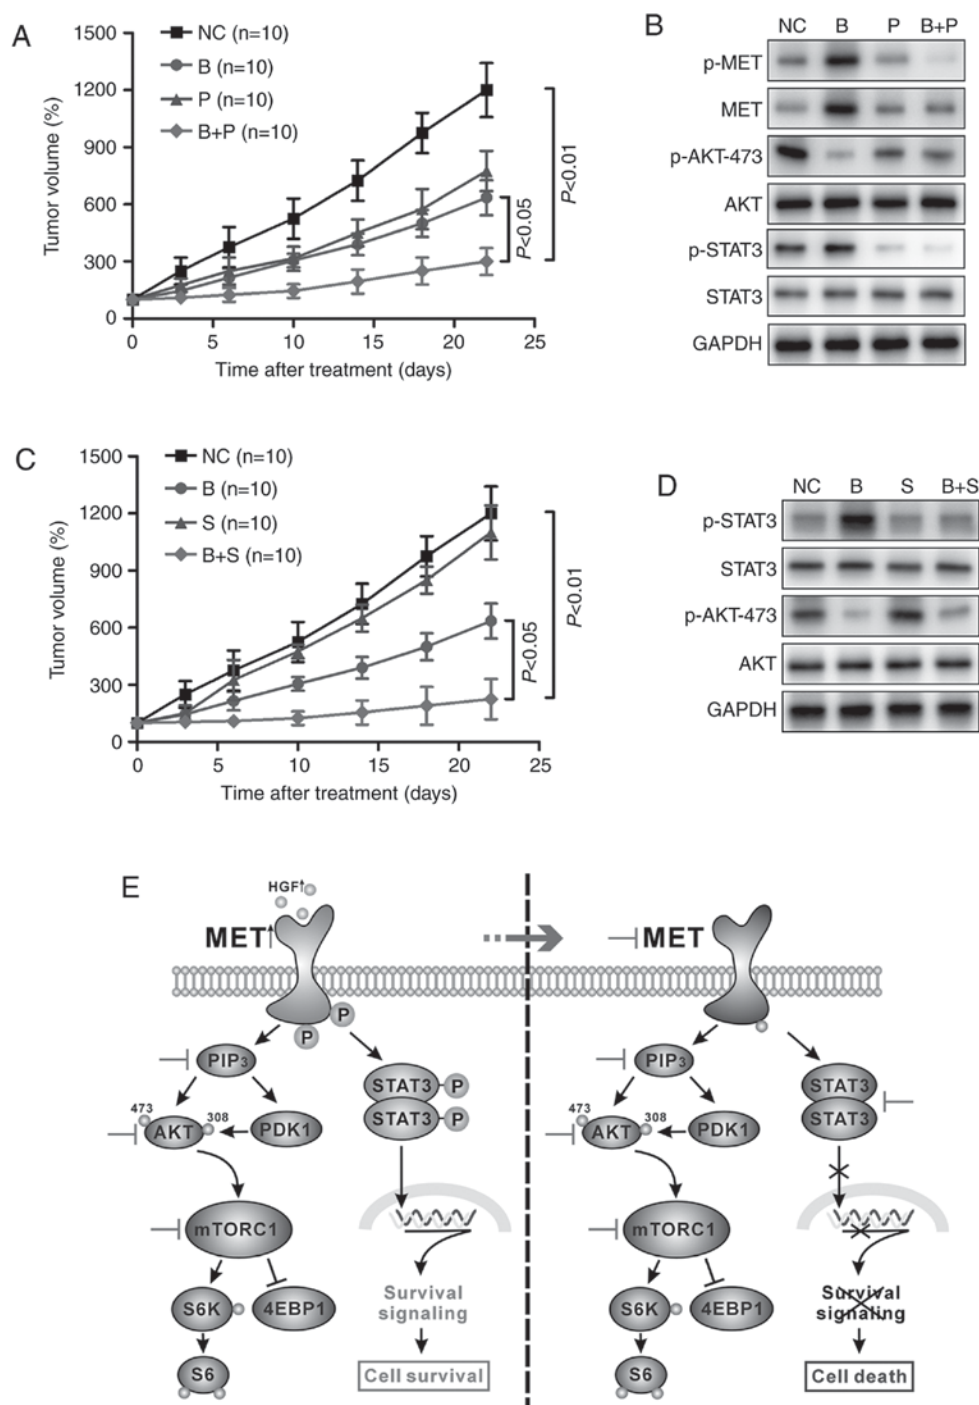 A
1500
1200
900
600
300
0
Tumor volume (%)
NC (n=10)
B (n=10)
P (n=10)
B+P (n=10)
P<0.05
P<0.01
0 5 10 15 20 25
Time after treatment (days)
B
NC B P B+P
p-MET
MET
p-AKT-473
AKT
p-STAT3
STAT3
GAPDH
C
1500
1200
900
600
300
0
Tumor volume (%)
NC (n=10)
B (n=10)
S (n=10)
B+S (n=10)
P<0.05
P<0.01
0 5 10 15 20 25
Time after treatment (days)
D
NC B S B+S
p-STAT3
STAT3
p-AKT-473
AKT
GAPDH
E
HGF
MET
P
P
PIP3
473
AKT
308
PDK1
STAT3 P
STAT3 P
mTORC1
S6K
4EBP1
S6
Survival
signaling
Cell survival
MET
PIP3
473
AKT
308
PDK1
STAT3
STAT3
mTORC1
S6K
4EBP1
S6
Survival
signaling
Cell death